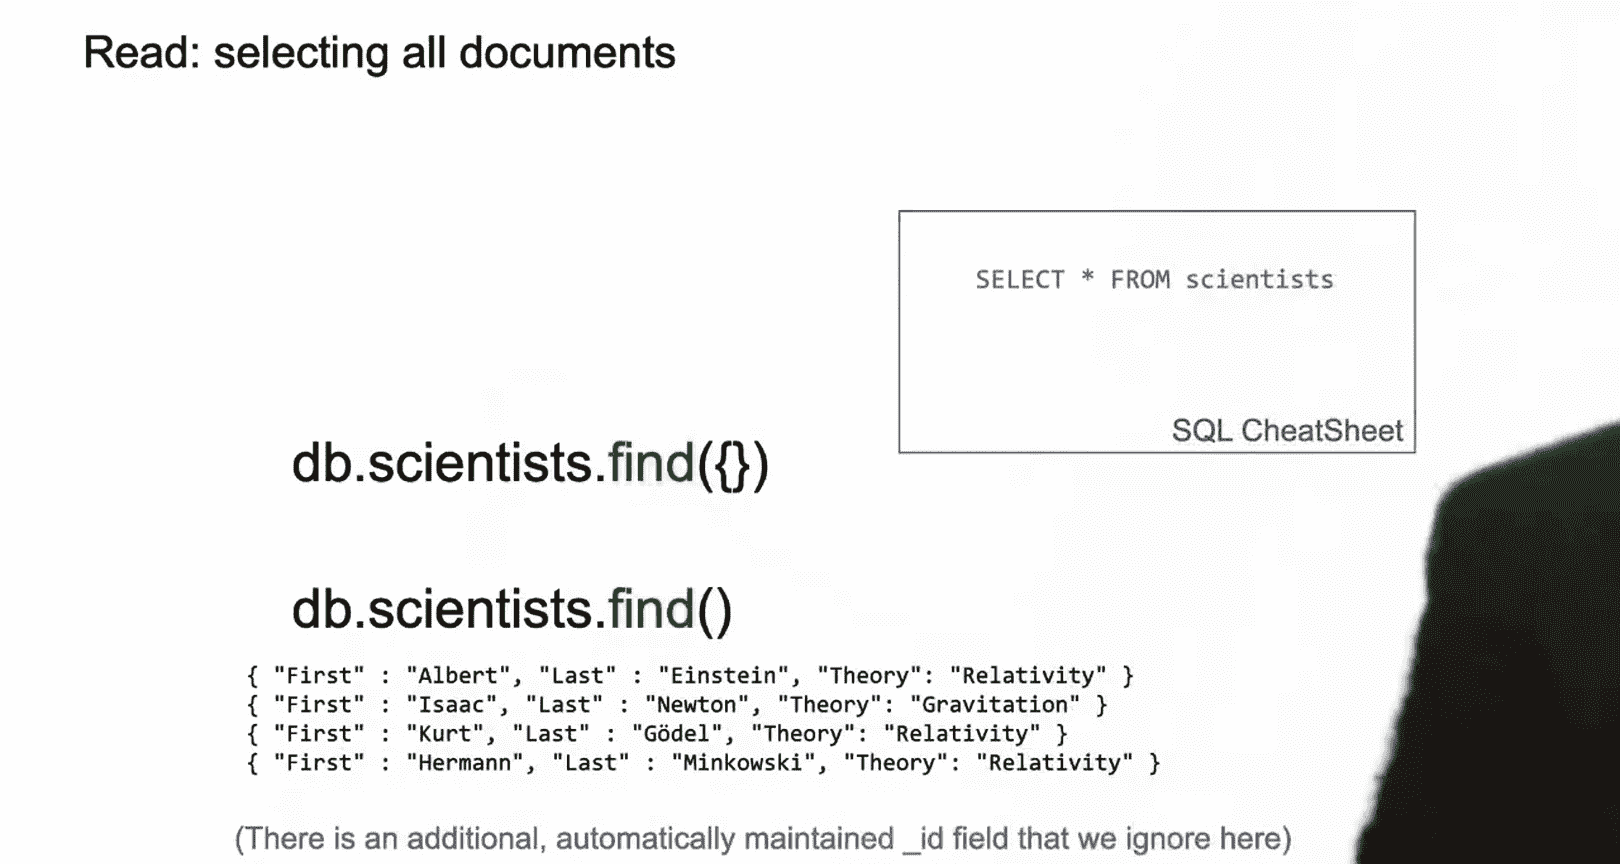 Read: selecting all documents
SELECT * FROM scientists
SQL CheatSheet
db.scientists.find({})
db.scientists.find()
{ "First" : "Albert", "Last" : "Einstein", "Theory": "Relativity" }
{ "First" : "Isaac", "Last" : "Newton", "Theory": "Gravitation" }
{ "First" : "Kurt", "Last" : "Gödel", "Theory": "Relativity" }
{ "First" : "Hermann", "Last" : "Minkowski", "Theory": "Relativity" }
(There is an additional, automatically maintained _id field that we ignore here)